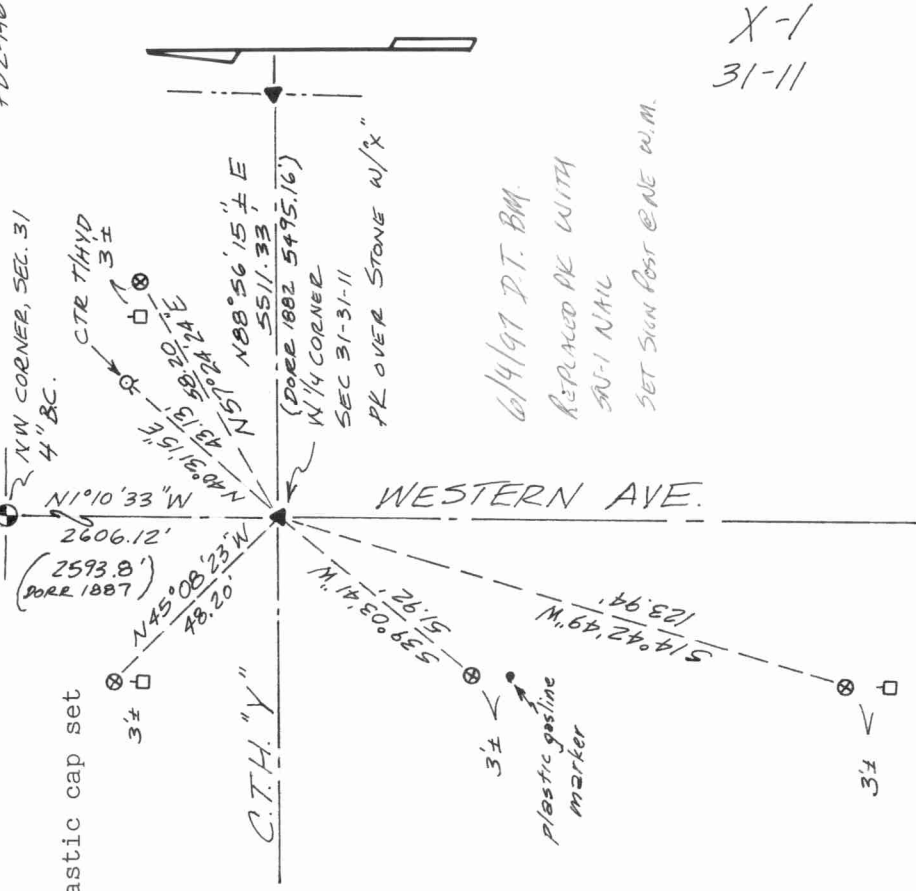 X-1
31-11
NW CORNER, SEC. 31
4" BC.
CTR T/HYD
3'±
N88°56'15"± E
5511.33'
(DORR 1882 5495.16')
W 1/4 CORNER
SEC 31-31-11
PK OVER STONE W/"X"
6/4/97 D.T. BM.
REPLACED PK WITH
SN-1 NAIL
SET SIGN POST @ NE W.M.
N57°24'24"E
58.20'
N40°31'15"E
43.13'
N1°10'33"W
2606.12'
(2593.8')
DORR 1887
WESTERN AVE.
N45°08'23"W
48.20'
3'±
C.T.H. "Y"
S39°03'41"W
51.92'
3'±
plastic gasline
marker
S14°42'49"W
123.94'
3'±
astic cap set